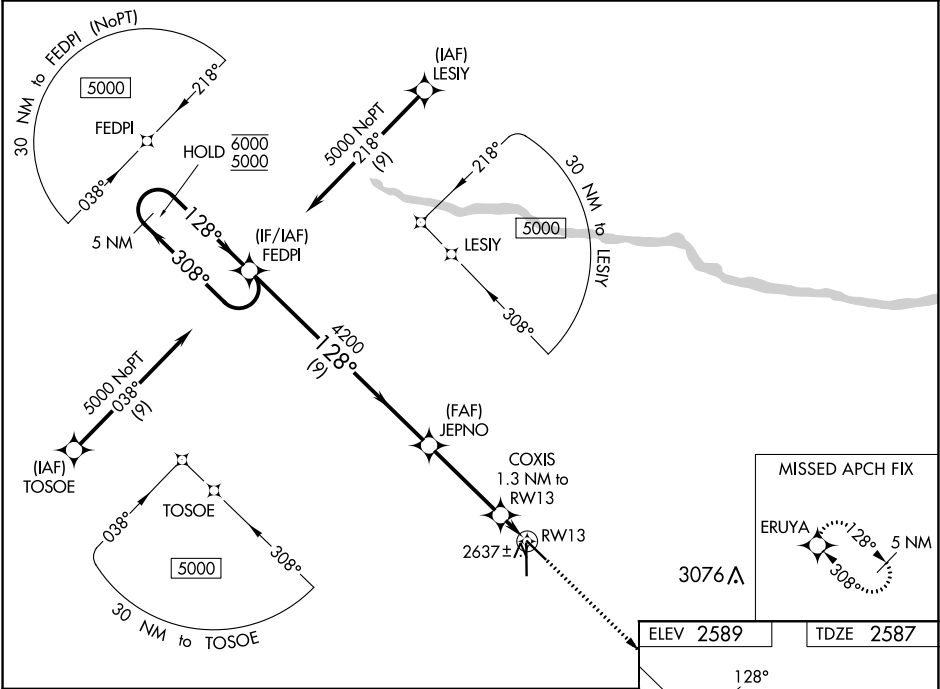 30 NM to FEDPI (NoPT)
5000
218°
FEDPI
038°
HOLD 6000
5000
(IAF)
LESIY
5000 NoPT
218°
(9)
218°
30 NM to LESIY
5000
LESIY
308°
128°
5 NM
308°
(IF/IAF)
FEDPI
4200
128°
(9)
5000 NoPT
038°
(9)
(IAF)
TOSOE
(FAF)
JEPNO
COXIS
1.3 NM to
RW13
RW13
2637±
TOSOE
038°
308°
5000
30 NM to TOSOE
3076
MISSED APCH FIX
ERUYA
128°
5 NM
308°
ELEV 2589
TDZE 2587
128°